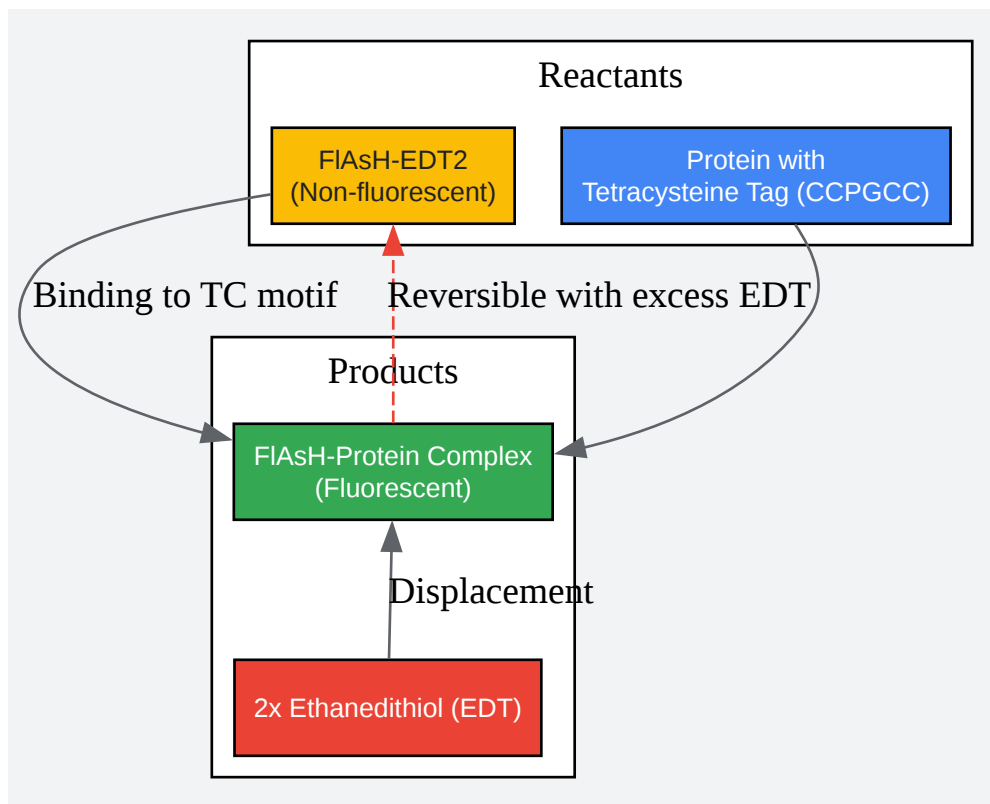 Reactants
FlAsH-EDT2
(Non-fluorescent)
Protein with
Tetracysteine Tag (CCPGCC)
Binding to TC motif
Reversible with excess EDT
Products
FlAsH-Protein Complex
(Fluorescent)
Displacement
2x Ethanedithiol (EDT)